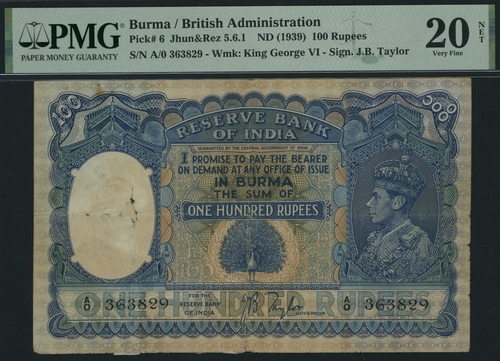 PMG
PAPER MONEY GUARANTY
Burma / British Administration
Pick# 6 Jhun&Rez 5.6.1 ND (1939) 100 Rupees
S/N A/0 363829 - Wmk: King George VI - Sign. J.B. Taylor
20
NET
Very Fine
100
RESERVE BANK
OF INDIA
GUARANTEED BY THE CENTRAL GOVERNMENT OF INDIA
I PROMISE TO PAY THE BEARER
ON DEMAND AT ANY OFFICE OF ISSUE
IN BURMA
THE SUM OF
ONE HUNDRED RUPEES
ONE HUNDRED RUPEES
A/0 363829
FOR THE
RESERVE BANK
OF INDIA
J B Taylor
GOVERNOR
A/0 363829